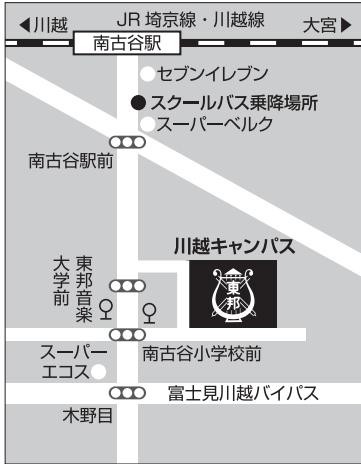 ◀川越 JR 埼京線・川越線 大宮▶
南古谷駅
セブンイレブン
スクールバス乗降場所
スーパーベルク
南古谷駅前
川越キャンパス
東邦
東邦音楽
大学前
スーパー
エコス
南古谷小学校前
富士見川越バイパス
木野目